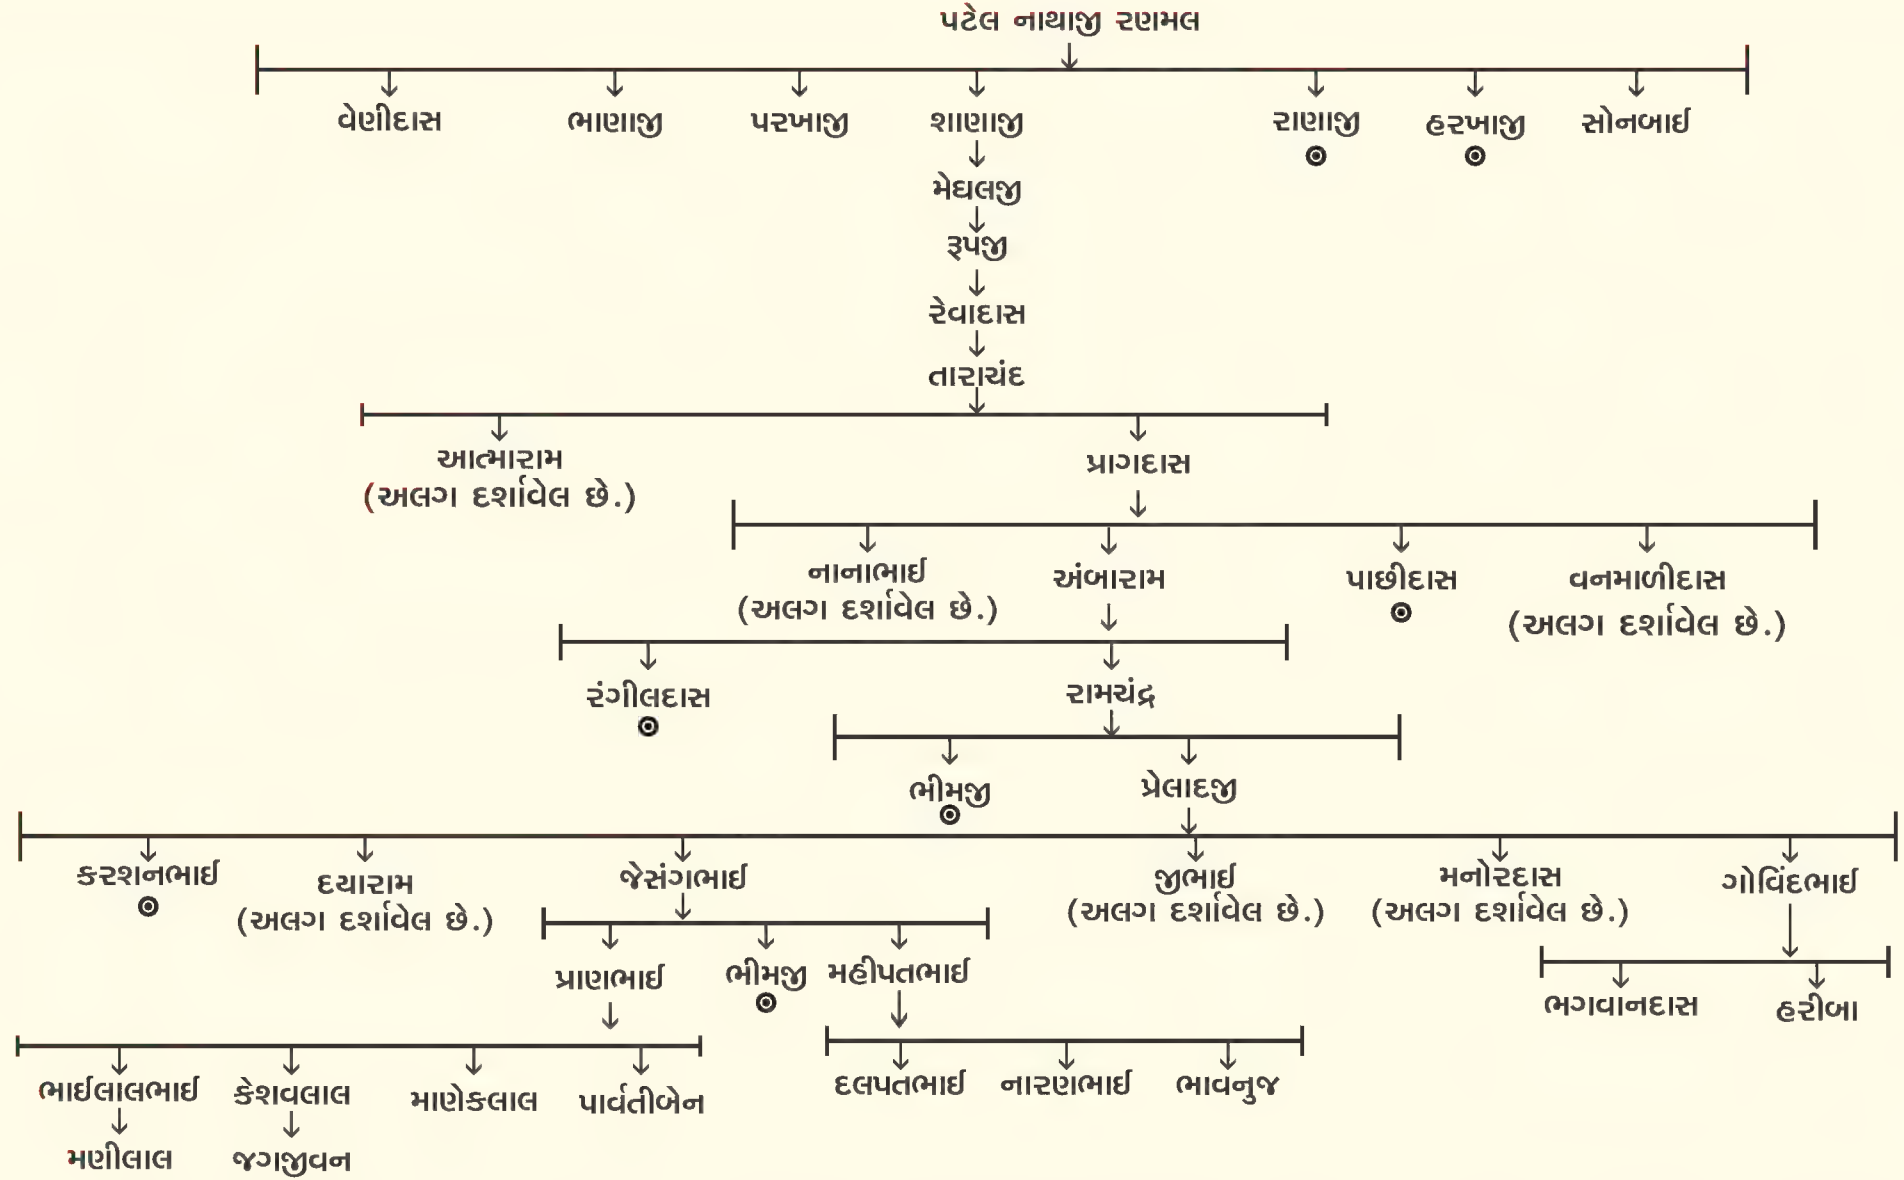 પટેલ નાથાજી રણમલ
વેણીદાસ ભાણાજી પરખાજી શાણાજી રાણાજી હરખાજી સોનબાઈ
મેઘલજી
રૂપજી
રેવાદાસ
તારાચંદ
આત્મારામ પ્રાગદાસ
(અલગ દર્શાવેલ છે.)
નાનાભાઈ અંબારામ પાછીદાસ વનમાળીદાસ
(અલગ દર્શાવેલ છે.) (અલગ દર્શાવેલ છે.)
રંગીલદાસ રામચંદ્ર
ભીમજી પ્રેલાદજી
કરશનભાઈ દયારામ જેસંગભાઈ જીભાઈ મનોરદાસ ગોવિંદભાઈ
(અલગ દર્શાવેલ છે.) (અલગ દર્શાવેલ છે.) (અલગ દર્શાવેલ છે.)
પ્રાણભાઈ ભીમજી મહીપતભાઈ
ભગવાનદાસ હરીબા
ભાઈલાલભાઈ કેશવલાલ માણેકલાલ પાર્વતીબેન દલપતભાઈ નારણભાઈ ભાવનુજ
મણીલાલ જગજીવન